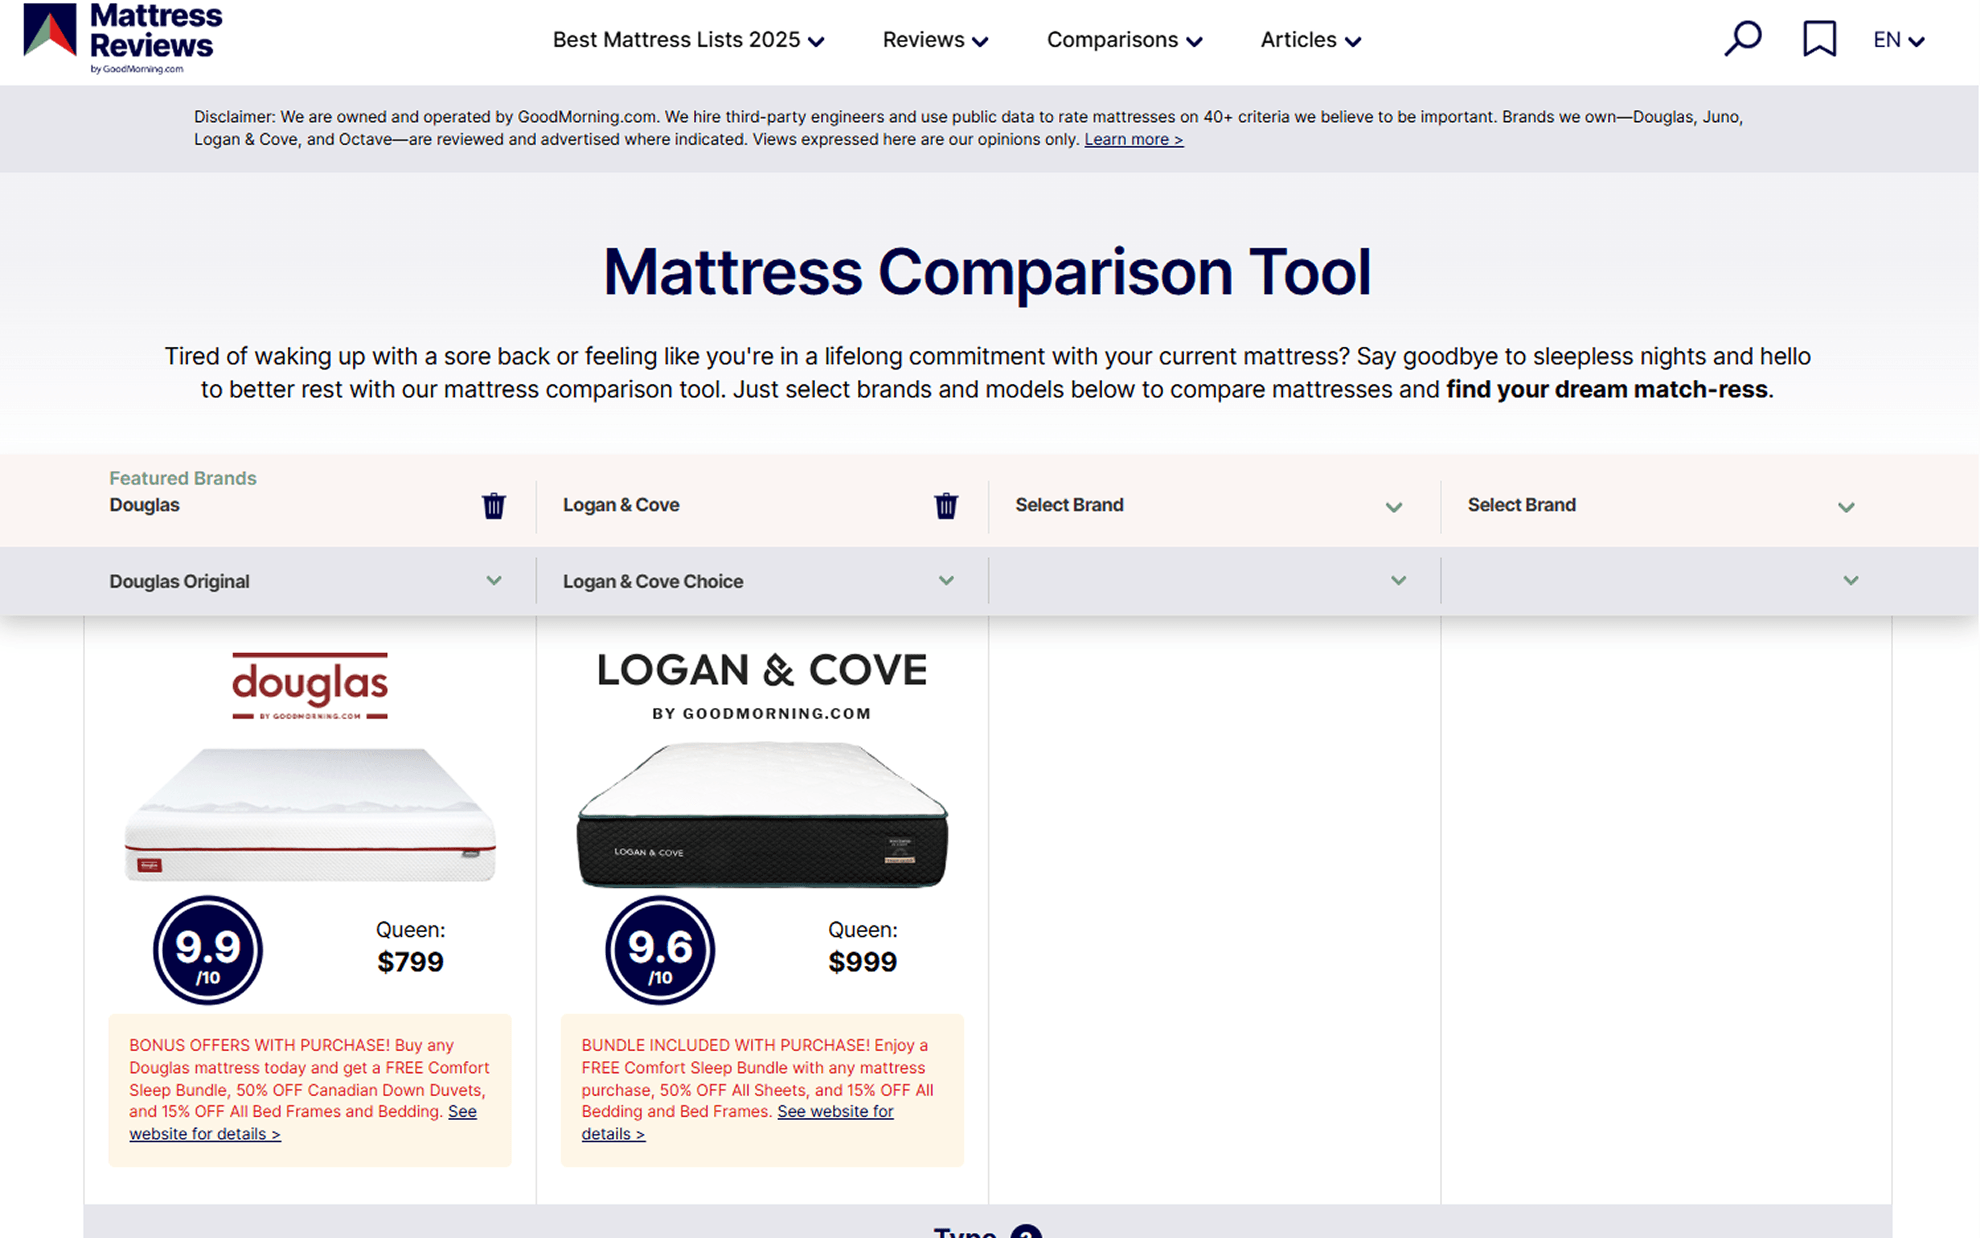 Mattress
Reviews
by GoodMorning.com
Best Mattress Lists 2025
Reviews
Comparisons
Articles
EN
Disclaimer: We are owned and operated by GoodMorning.com. We hire third-party engineers and use public data to rate mattresses on 40+ criteria we believe to be important. Brands we own—Douglas, Juno,
Logan & Cove, and Octave—are reviewed and advertised where indicated. Views expressed here are our opinions only. Learn more >
Mattress Comparison Tool
Tired of waking up with a sore back or feeling like you're in a lifelong commitment with your current mattress? Say goodbye to sleepless nights and hello
to better rest with our mattress comparison tool. Just select brands and models below to compare mattresses and find your dream match-ress.
Featured Brands
Douglas
Logan & Cove
Select Brand
Select Brand
Douglas Original
Logan & Cove Choice
douglas
BY GOODMORNING.COM
LOGAN & COVE
BY GOODMORNING.COM
Douglas
LOGAN & COVE
9.9
/10
Queen:
$799
9.6
/10
Queen:
$999
BONUS OFFERS WITH PURCHASE! Buy any
Douglas mattress today and get a FREE Comfort
Sleep Bundle, 50% OFF Canadian Down Duvets,
and 15% OFF All Bed Frames and Bedding. See
website for details >
BUNDLE INCLUDED WITH PURCHASE! Enjoy a
FREE Comfort Sleep Bundle with any mattress
purchase, 50% OFF All Sheets, and 15% OFF All
Bedding and Bed Frames. See website for
details >
Type ?